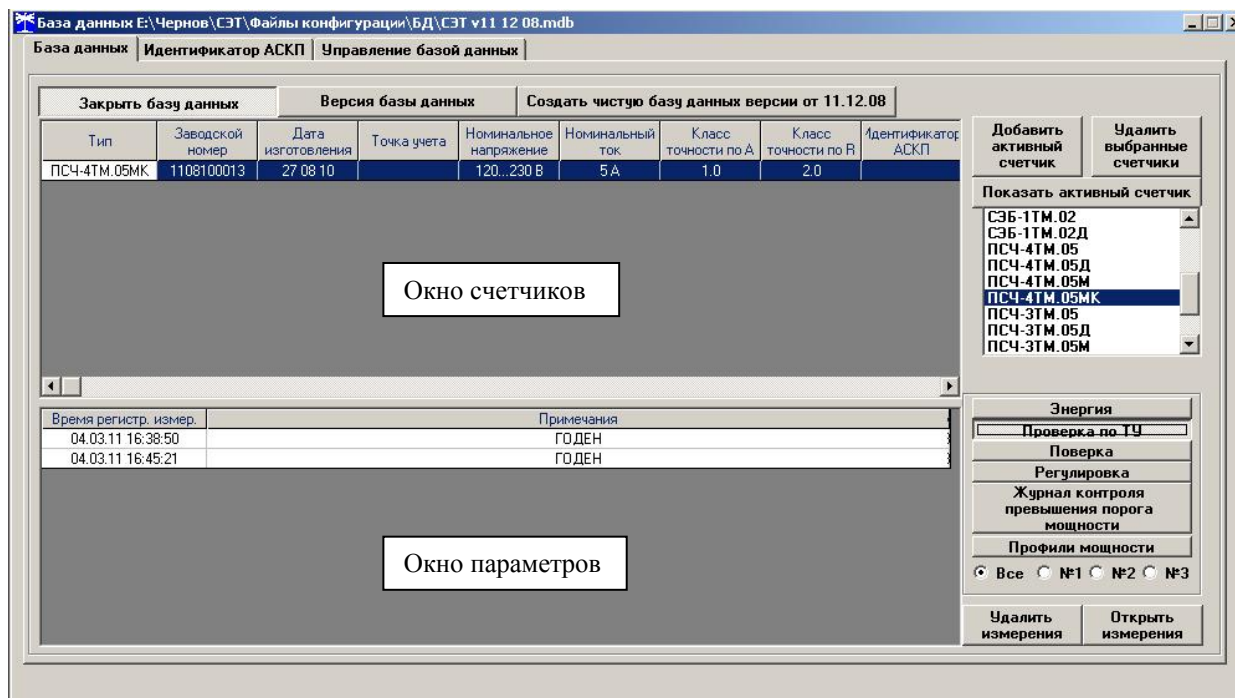 База данных E:\Чернов\СЭТ\Файлы конфигурации\БД\СЭТ v11 12 08.mdb
База данных Идентификатор АСКП Управление базой данных
Закрыть базу данных Версия базы данных Создать чистую базу данных версии от 11.12.08
Тип Заводской номер Дата изготовления Точка учета Номинальное напряжение Номинальный ток Класс точности по A Класс точности по R Идентификатор АСКП
ПСЧ-4ТМ.05МК 1108100013 27 08 10 120...230 В 5 А 1.0 2.0
Добавить активный счетчик
Удалить выбранные счетчики
Показать активный счетчик
СЭБ-1ТМ.02
СЭБ-1ТМ.02Д
ПСЧ-4ТМ.05
ПСЧ-4ТМ.05Д
ПСЧ-4ТМ.05М
ПСЧ-4ТМ.05МК
ПСЧ-3ТМ.05
ПСЧ-3ТМ.05Д
ПСЧ-3ТМ.05М
Окно счетчиков
Время регистр. измер. Примечания
04.03.11 16:38:50 ГОДЕН
04.03.11 16:45:21 ГОДЕН
Окно параметров
Энергия
Проверка по ТУ
Поверка
Регулировка
Журнал контроля
превышения порога
мощности
Профили мощности
Все №1 №2 №3
Удалить измерения
Открыть измерения